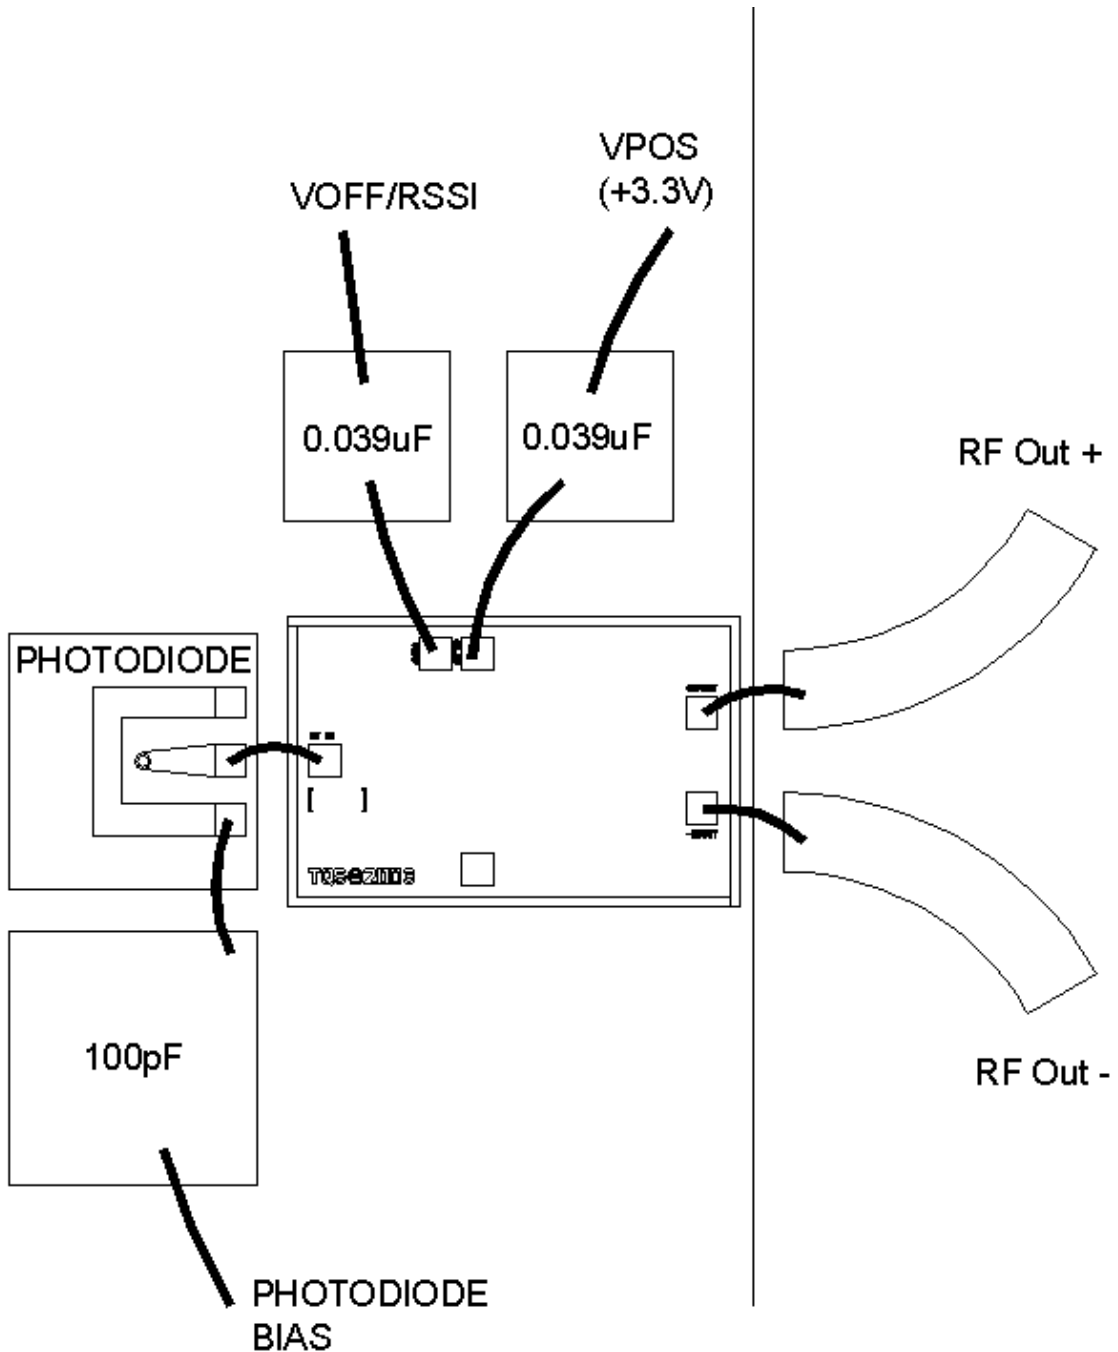 VPOS
(+3.3V)
VOFF/RSSI
0.039uF
0.039uF
RF Out +
PHOTODIODE
[ ]
100pF
RF Out -
PHOTODIODE
BIAS